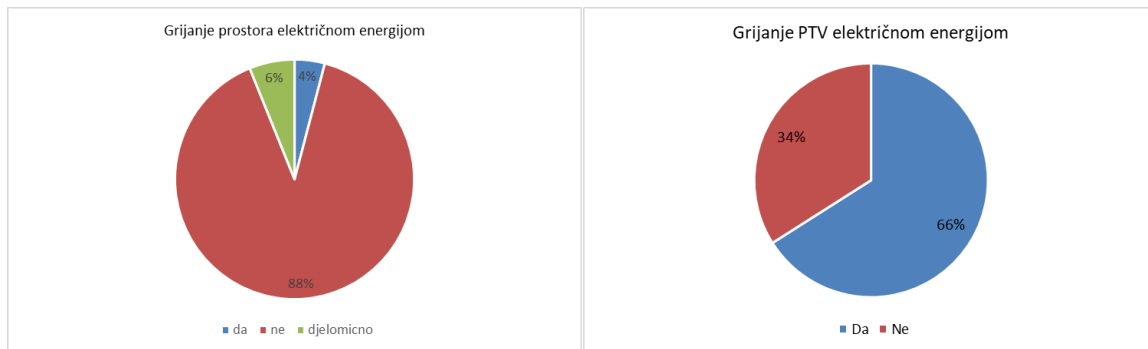 Grijanje prostora električnom energijom
6%
4%
88%
da ne djelomicno
Grijanje PTV električnom energijom
34%
66%
Da Ne